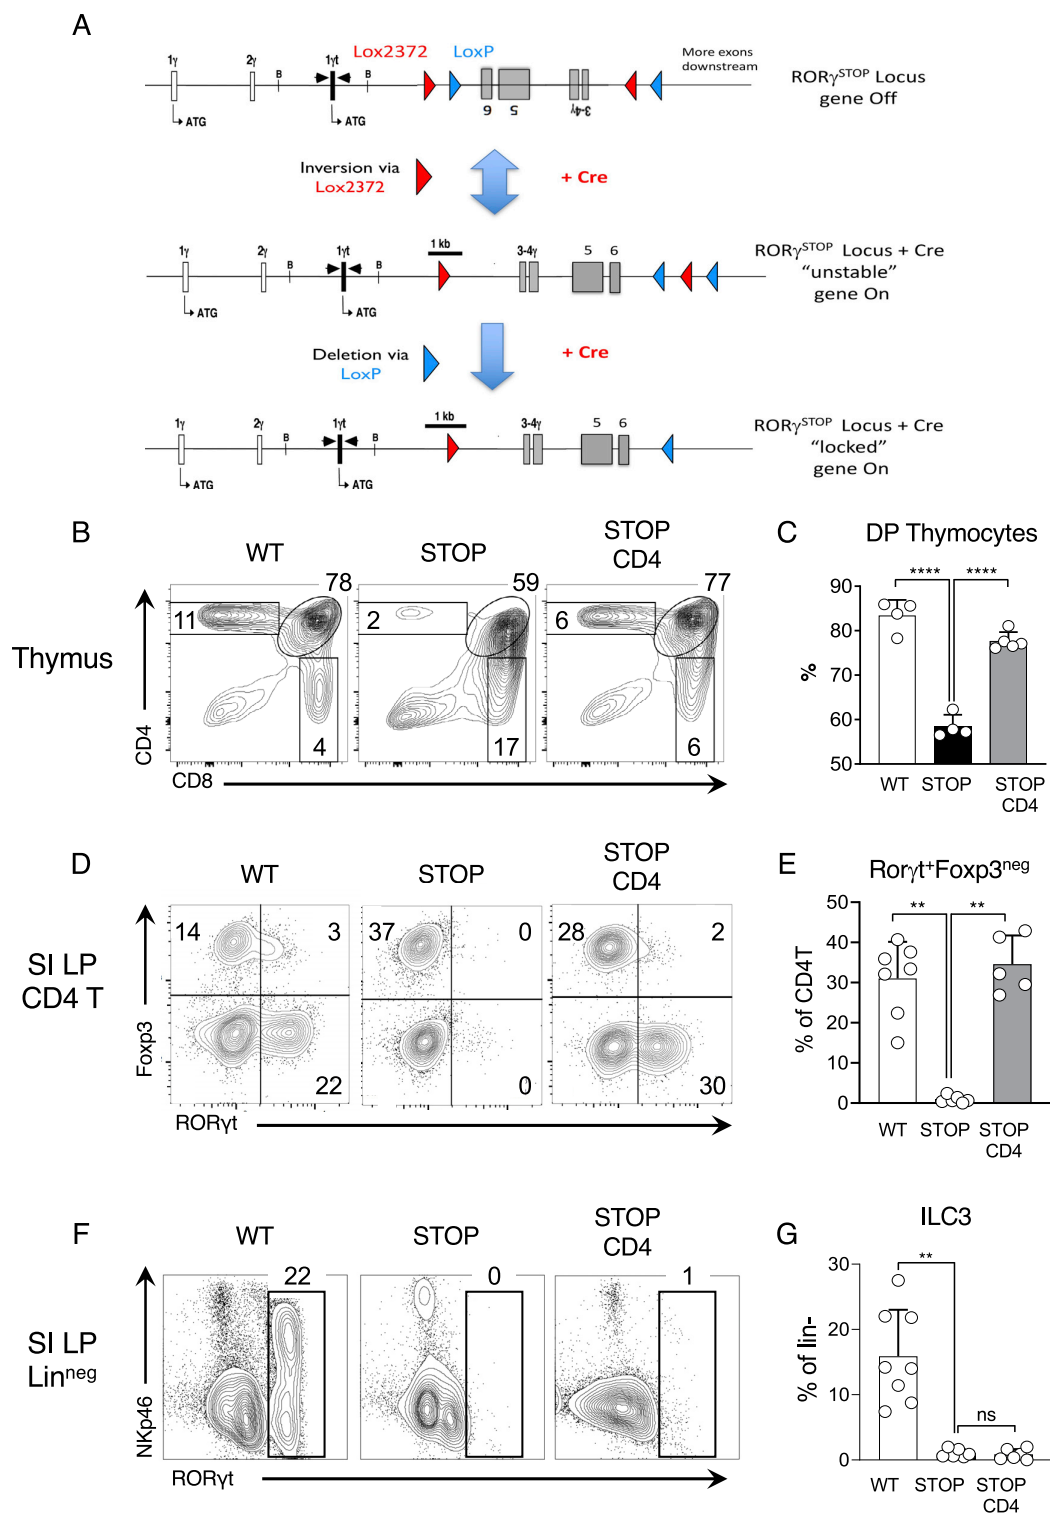 A
Lox2372 LoxP
More exons
downstream
1γ 2γ B 1γt B
RORγSTOP Locus
gene Off
6 5 3-4γ
ATG ATG
Inversion via
Lox2372
+ Cre
1 kb
1γ 2γ B 1γt B 3-4γ 5 6
RORγSTOP Locus + Cre
“unstable”
gene On
ATG ATG
Deletion via
LoxP
+ Cre
1 kb
1γ 2γ B 1γt B 3-4γ 5 6
RORγSTOP Locus + Cre
“locked”
gene On
ATG ATG
B
WT STOP STOP
CD4
78 59 77
11 2 6
Thymus
4 17 6
CD4
CD8
C
DP Thymocytes
**** ****
90
80
70
60
50
%
WT STOP STOP
CD4
D
WT STOP STOP
CD4
14 3 37 0 28 2
SI LP
CD4 T
22 0 30
Foxp3
RORγt
E
Rorγt+Foxp3neg
** **
50
40
30
20
10
0
% of CD4T
WT STOP STOP
CD4
F
WT STOP STOP
CD4
22 0 1
SI LP
Linneg
NKp46
RORγt
G
ILC3
**
30
20
10
0
ns
% of lin-
WT STOP STOP
CD4